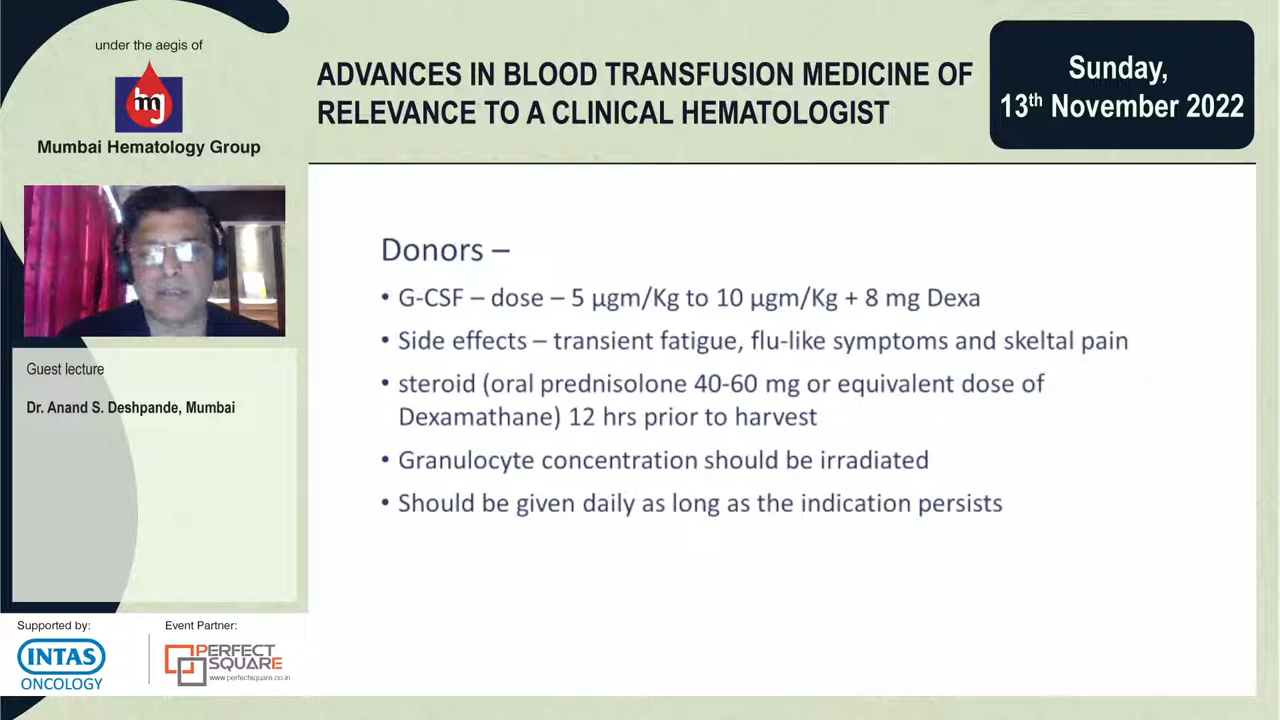 under the aegis of
mg
Mumbai Hematology Group
ADVANCES IN BLOOD TRANSFUSION MEDICINE OF
RELEVANCE TO A CLINICAL HEMATOLOGIST
Sunday,
13th November 2022
Guest lecture
Dr. Anand S. Deshpande, Mumbai
Donors –
• G-CSF – dose – 5 µgm/Kg to 10 µgm/Kg + 8 mg Dexa
• Side effects – transient fatigue, flu-like symptoms and skeltal pain
• steroid (oral prednisolone 40-60 mg or equivalent dose of
Dexamathane) 12 hrs prior to harvest
• Granulocyte concentration should be irradiated
• Should be given daily as long as the indication persists
Supported by:
INTAS
ONCOLOGY
Event Partner:
PERFECT
SQUARE
www.perfectsquare.co.in